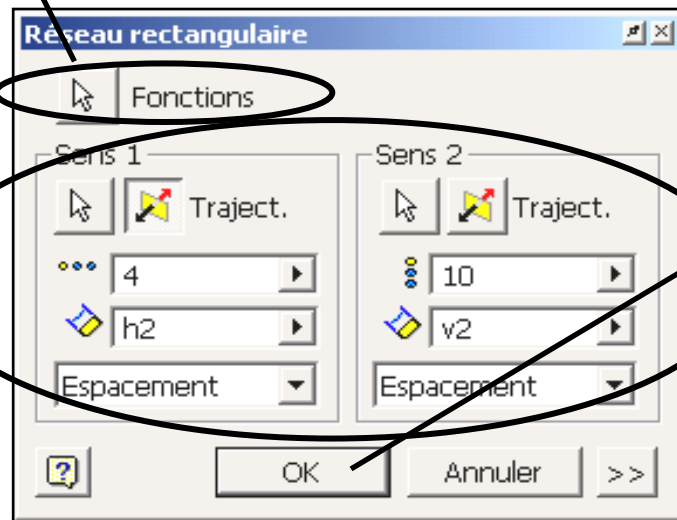 Réseau rectangulaire
Fonctions
Sens 1
Sens 2
Traject.
Traject.
4
10
h2
v2
Espacement
Espacement
?
OK
Annuler
>>